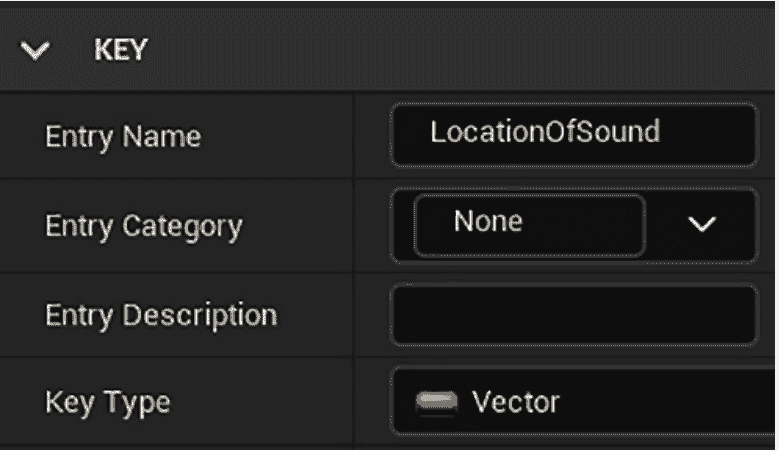 KEY
Entry Name LocationOfSound
Entry Category None
Entry Description
Key Type Vector